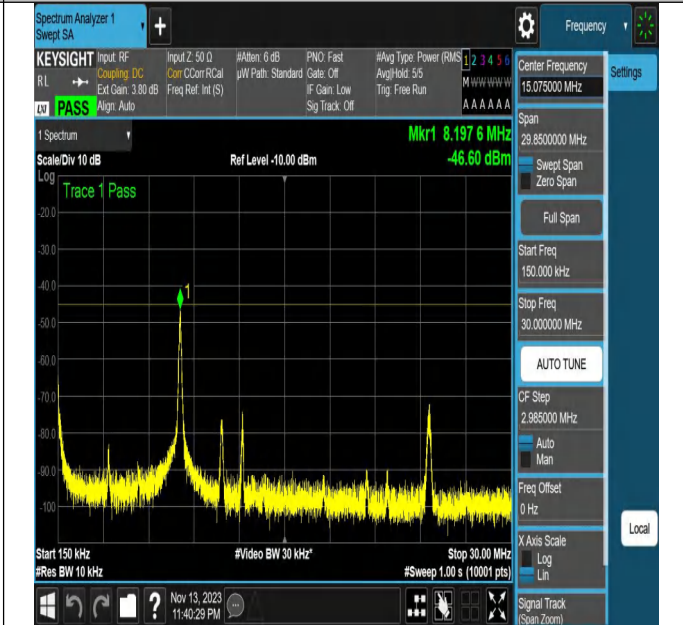 Spectrum Analyzer 1
Swept SA
+
Frequency
KEYSIGHT
RL
LXI
PASS
Input: RF
Coupling: DC
Ext Gain: 3.80 dB
Align: Auto
Input Z: 50 Ω
Corr CCorr RCal
Freq Ref: Int (S)
#Atten: 6 dB
µW Path: Standard
PNO: Fast
Gate: Off
IF Gain: Low
Sig Track: Off
#Avg Type: Power (RMS
Avg|Hold: 5/5
Trig: Free Run
1 2 3 4 5 6
M W W W W W
A A A A A A
1 Spectrum
Scale/Div 10 dB
Log
Ref Level -10.00 dBm
Mkr1 8.197 6 MHz
-46.60 dBm
Trace 1 Pass
-20.0
-30.0
-40.0
-50.0
-60.0
-70.0
-80.0
-90.0
-100
1
Start 150 kHz
#Res BW 10 kHz
#Video BW 30 kHz*
Stop 30.00 MHz
#Sweep 1.00 s (10001 pts)
?
Nov 13, 2023
11:40:29 PM
Center Frequency
15.075000 MHz
Span
29.8500000 MHz
Swept Span
Zero Span
Full Span
Start Freq
150.000 kHz
Stop Freq
30.000000 MHz
AUTO TUNE
CF Step
2.985000 MHz
Auto
Man
Freq Offset
0 Hz
X Axis Scale
Log
Lin
Signal Track
(Span Zoom)
Settings
Local